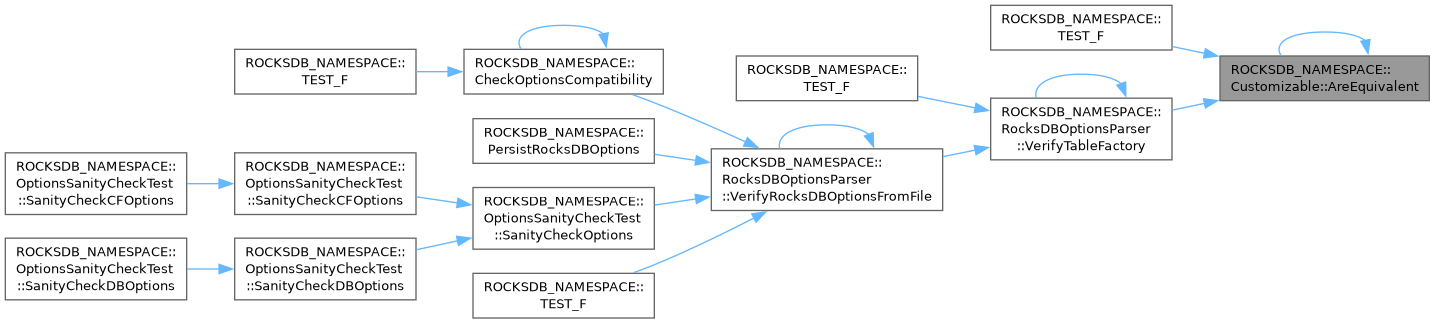 ROCKSDB_NAMESPACE::
TEST_F
ROCKSDB_NAMESPACE::
CheckOptionsCompatibility
ROCKSDB_NAMESPACE::
TEST_F
ROCKSDB_NAMESPACE::
TEST_F
ROCKSDB_NAMESPACE::
Customizable::AreEquivalent
ROCKSDB_NAMESPACE::
RocksDBOptionsParser
::VerifyTableFactory
ROCKSDB_NAMESPACE::
PersistRocksDBOptions
ROCKSDB_NAMESPACE::
RocksDBOptionsParser
::VerifyRocksDBOptionsFromFile
ROCKSDB_NAMESPACE::
OptionsSanityCheckTest
::SanityCheckCFOptions
ROCKSDB_NAMESPACE::
OptionsSanityCheckTest
::SanityCheckCFOptions
ROCKSDB_NAMESPACE::
OptionsSanityCheckTest
::SanityCheckOptions
ROCKSDB_NAMESPACE::
OptionsSanityCheckTest
::SanityCheckDBOptions
ROCKSDB_NAMESPACE::
OptionsSanityCheckTest
::SanityCheckDBOptions
ROCKSDB_NAMESPACE::
TEST_F